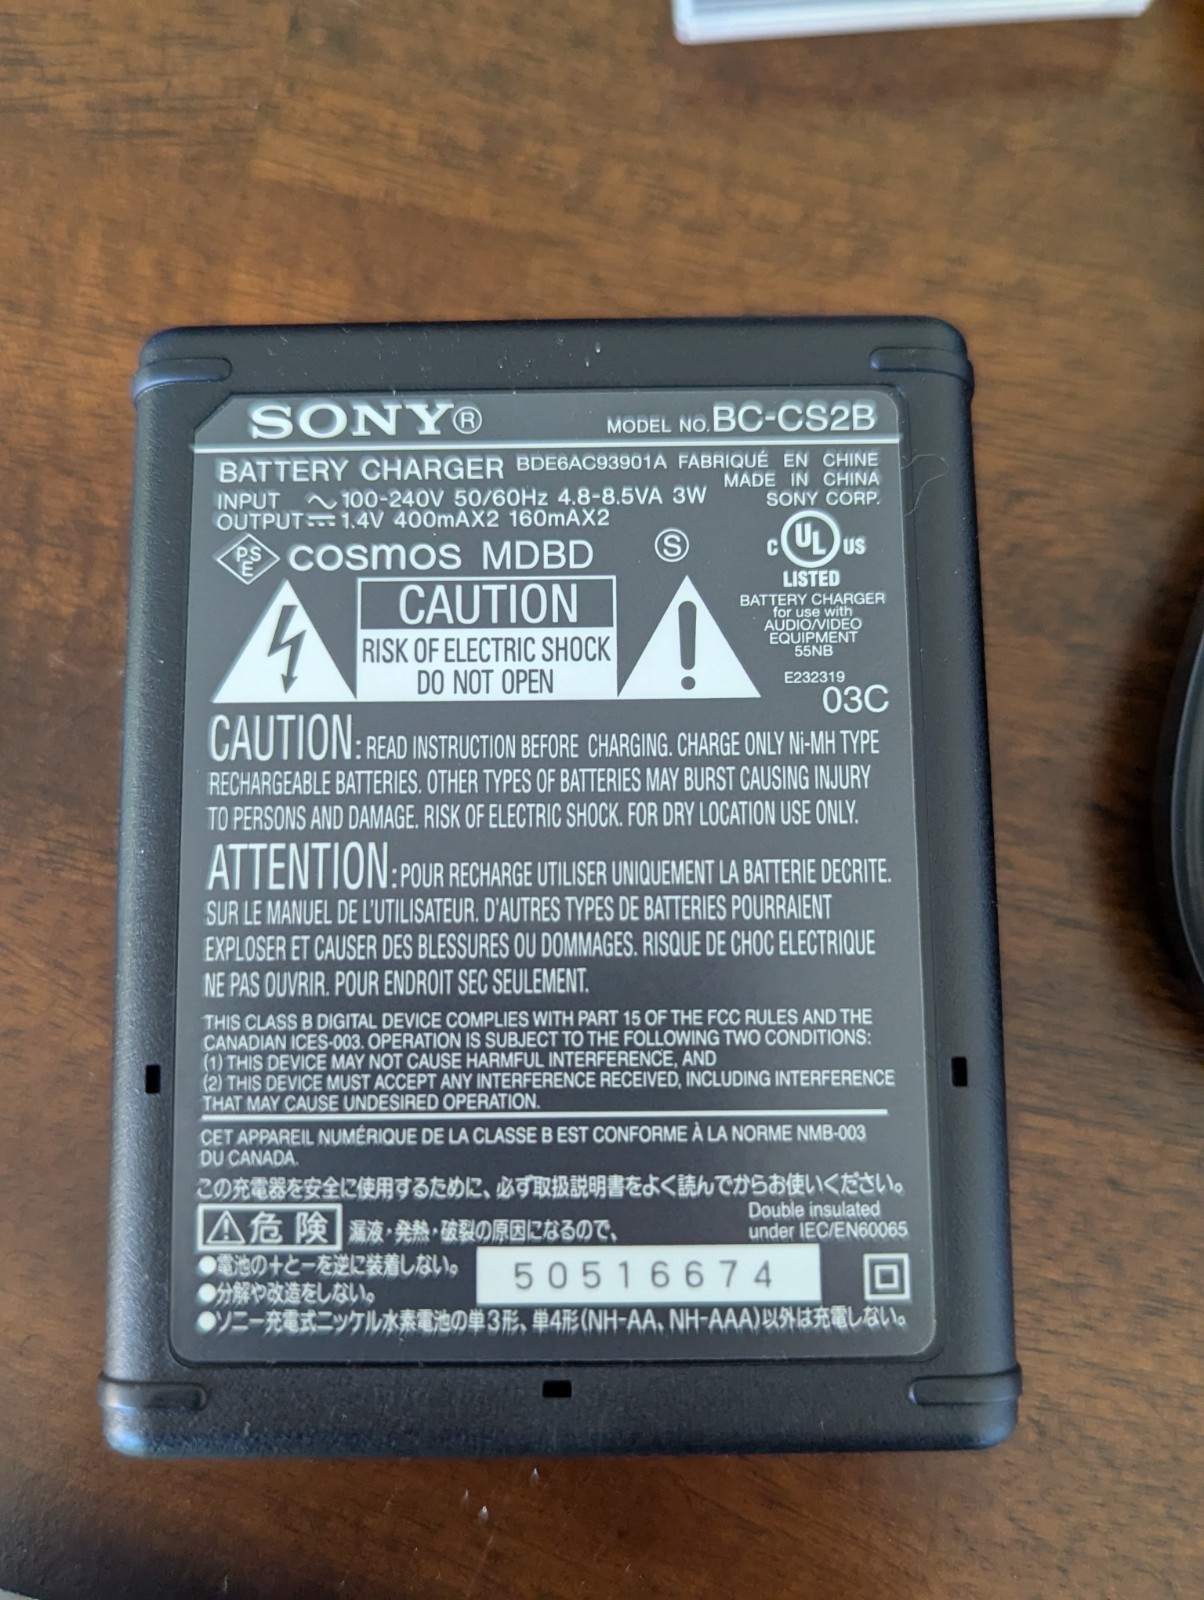 SONY®
MODEL NO. BC-CS2B
BATTERY CHARGER BDE6AC93901A FABRIQUÉ EN CHINE
MADE IN CHINA
INPUT ∼ 100-240V 50/60Hz 4.8-8.5VA 3W
SONY CORP.
OUTPUT ⎓ 1.4V 400mAX2 160mAX2
PSE COSMOS MDBD
S
C UL US
LISTED
BATTERY CHARGER
for use with
AUDIO/VIDEO
EQUIPMENT
55NB
E232319
03C
CAUTION
RISK OF ELECTRIC SHOCK
DO NOT OPEN
CAUTION: READ INSTRUCTION BEFORE CHARGING. CHARGE ONLY Ni-MH TYPE
RECHARGEABLE BATTERIES. OTHER TYPES OF BATTERIES MAY BURST CAUSING INJURY
TO PERSONS AND DAMAGE. RISK OF ELECTRIC SHOCK. FOR DRY LOCATION USE ONLY.
ATTENTION: POUR RECHARGE UTILISER UNIQUEMENT LA BATTERIE DECRITE.
SUR LE MANUEL DE L'UTILISATEUR. D'AUTRES TYPES DE BATTERIES POURRAIENT
EXPLOSER ET CAUSER DES BLESSURES OU DOMMAGES. RISQUE DE CHOC ELECTRIQUE
NE PAS OUVRIR. POUR ENDROIT SEC SEULEMENT.
THIS CLASS B DIGITAL DEVICE COMPLIES WITH PART 15 OF THE FCC RULES AND THE
CANADIAN ICES-003. OPERATION IS SUBJECT TO THE FOLLOWING TWO CONDITIONS:
(1) THIS DEVICE MAY NOT CAUSE HARMFUL INTERFERENCE, AND
(2) THIS DEVICE MUST ACCEPT ANY INTERFERENCE RECEIVED, INCLUDING INTERFERENCE
THAT MAY CAUSE UNDESIRED OPERATION.
CET APPAREIL NUMÉRIQUE DE LA CLASSE B EST CONFORME À LA NORME NMB-003
DU CANADA.
この充電器を安全に使用するために、必ず取扱説明書をよく読んでからお使いください。
⚠危険 漏液・発熱・破裂の原因になるので、
Double insulated
under IEC/EN60065
●電池の＋と－を逆に装着しない。
●分解や改造をしない。
50516674
●ソニー充電式ニッケル水素電池の単3形、単4形(NH-AA、NH-AAA)以外は充電しない。